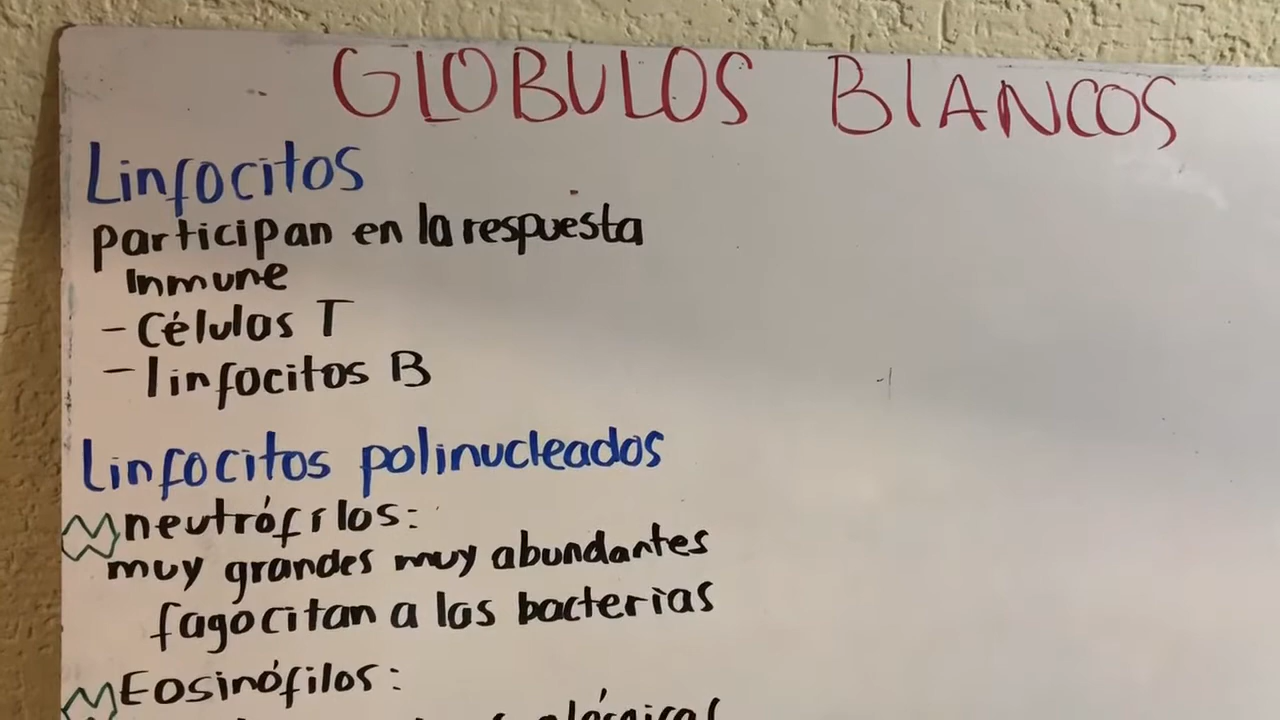 GLOBULOS BLANCOS
Linfocitos
participan en la respuesta
Inmune
- Células T
- linfocitos B
Linfocitos polinucleados
neutrófilos:
muy grandes muy abundantes
fagocitan a las bacterias
Eosinófilos: